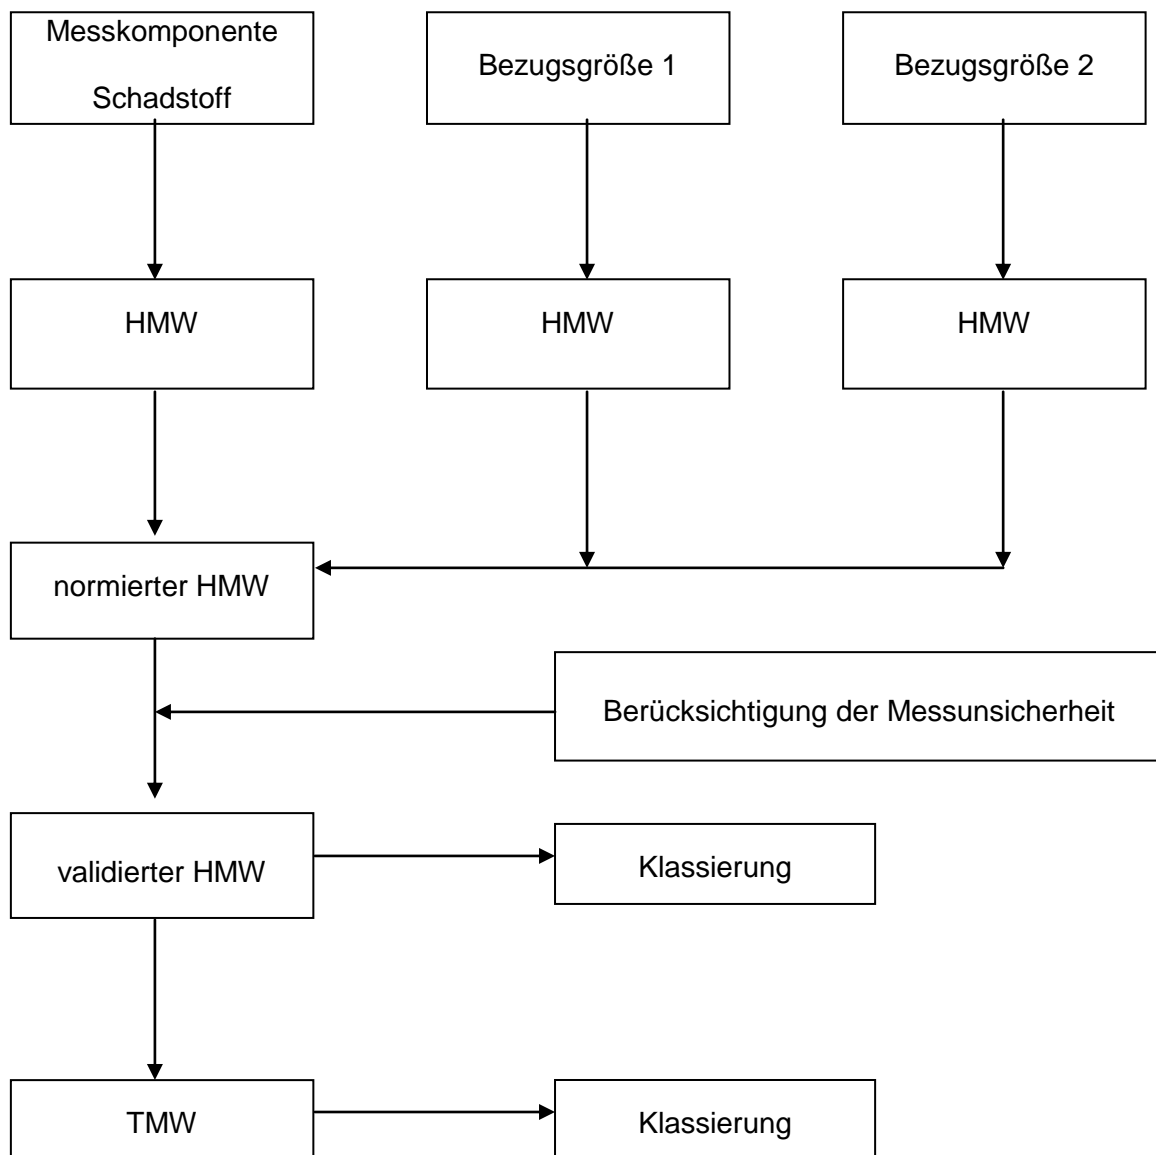 Messkomponente
Schadstoff
Bezugsgröße 1
Bezugsgröße 2
HMW
HMW
HMW
normierter HMW
Berücksichtigung der Messunsicherheit
validierter HMW
Klassierung
TMW
Klassierung